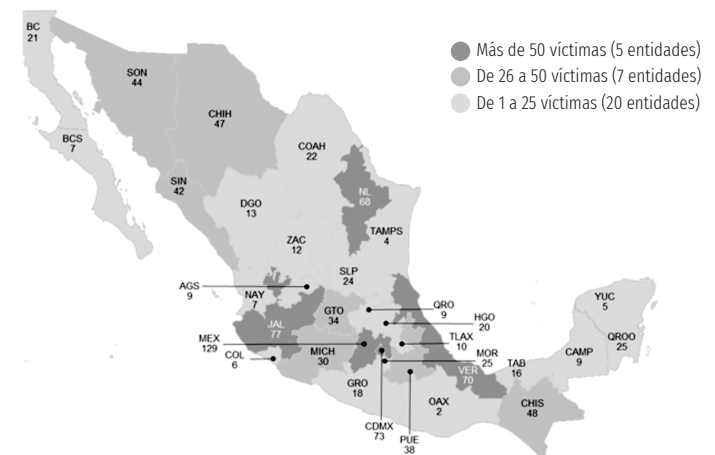 BC
21
SON
44
CHIH
47
BCS
7
SIN
42
COAH
22
NL
68
DGO
13
TAMPS
4
ZAC
12
SLP
24
AGS
9
NAY
7
JAL
77
GTO
34
QRO
9
HGO
20
MEX
129
COL
6
MICH
30
TLAX
10
MOR
25
VER
70
GRO
18
OAX
2
CDMX
73
PUE
38
TAB
16
CHIS
48
CAMP
9
YUC
5
QROO
25
Más de 50 víctimas (5 entidades)
De 26 a 50 víctimas (7 entidades)
De 1 a 25 víctimas (20 entidades)